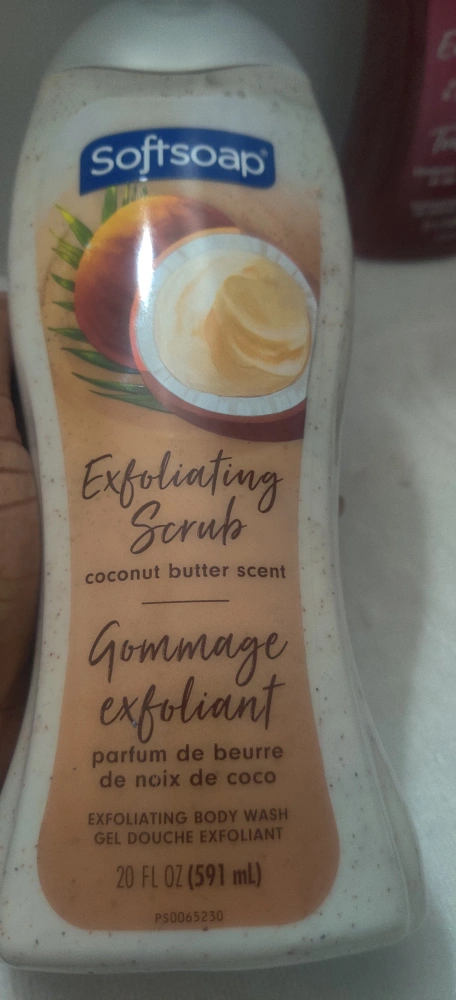 Softsoap®
Exfoliating
Scrub
coconut butter scent
Gommage
exfoliant
parfum de beurre
de noix de coco
EXFOLIATING BODY WASH
GEL DOUCHE EXFOLIANT
20 FL OZ (591 mL)
PS0065230